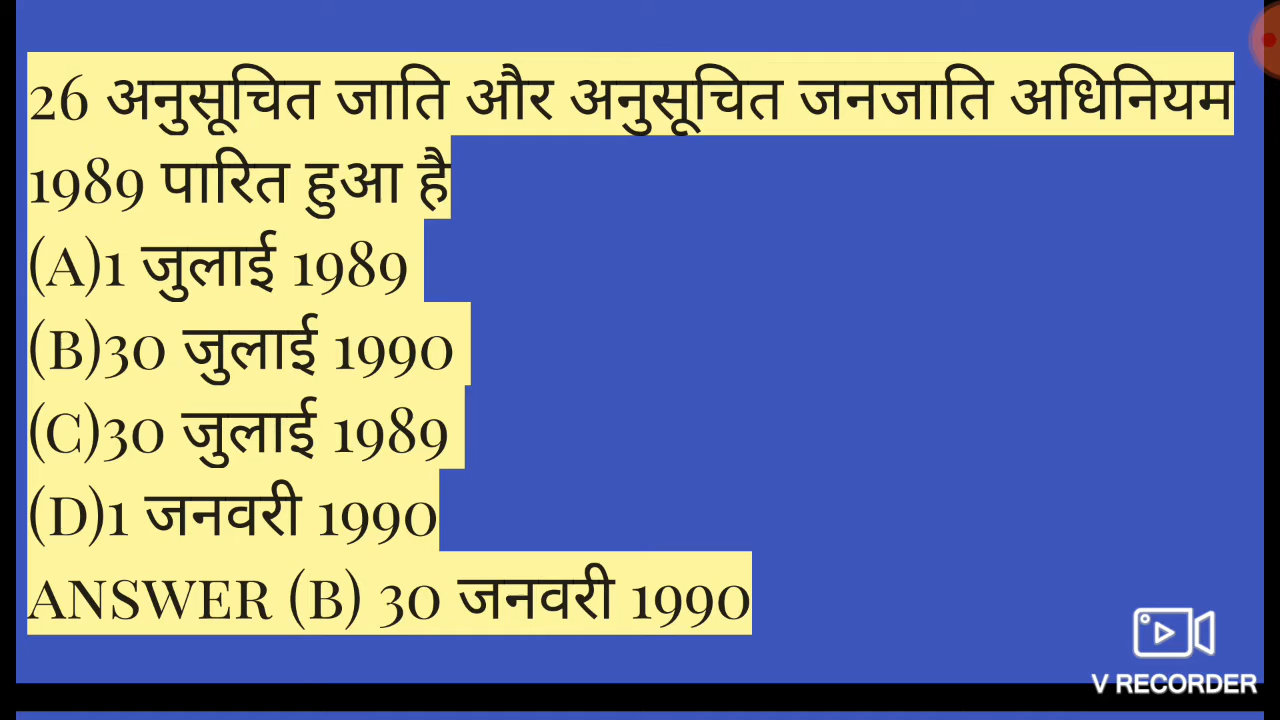 26 अनुसूचित जाति और अनुसूचित जनजाति अधिनियम
1989 पारित हुआ है
(A)1 जुलाई 1989
(B)30 जुलाई 1990
(C)30 जुलाई 1989
(D)1 जनवरी 1990
ANSWER (B) 30 जनवरी 1990
V RECORDER